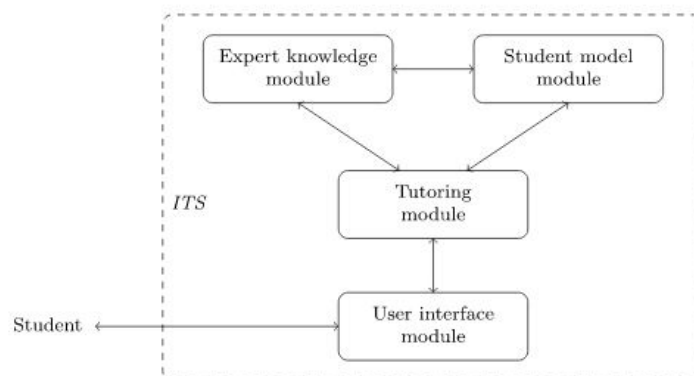 Expert knowledge
module
Student model
module
Tutoring
module
ITS
User interface
module
Student